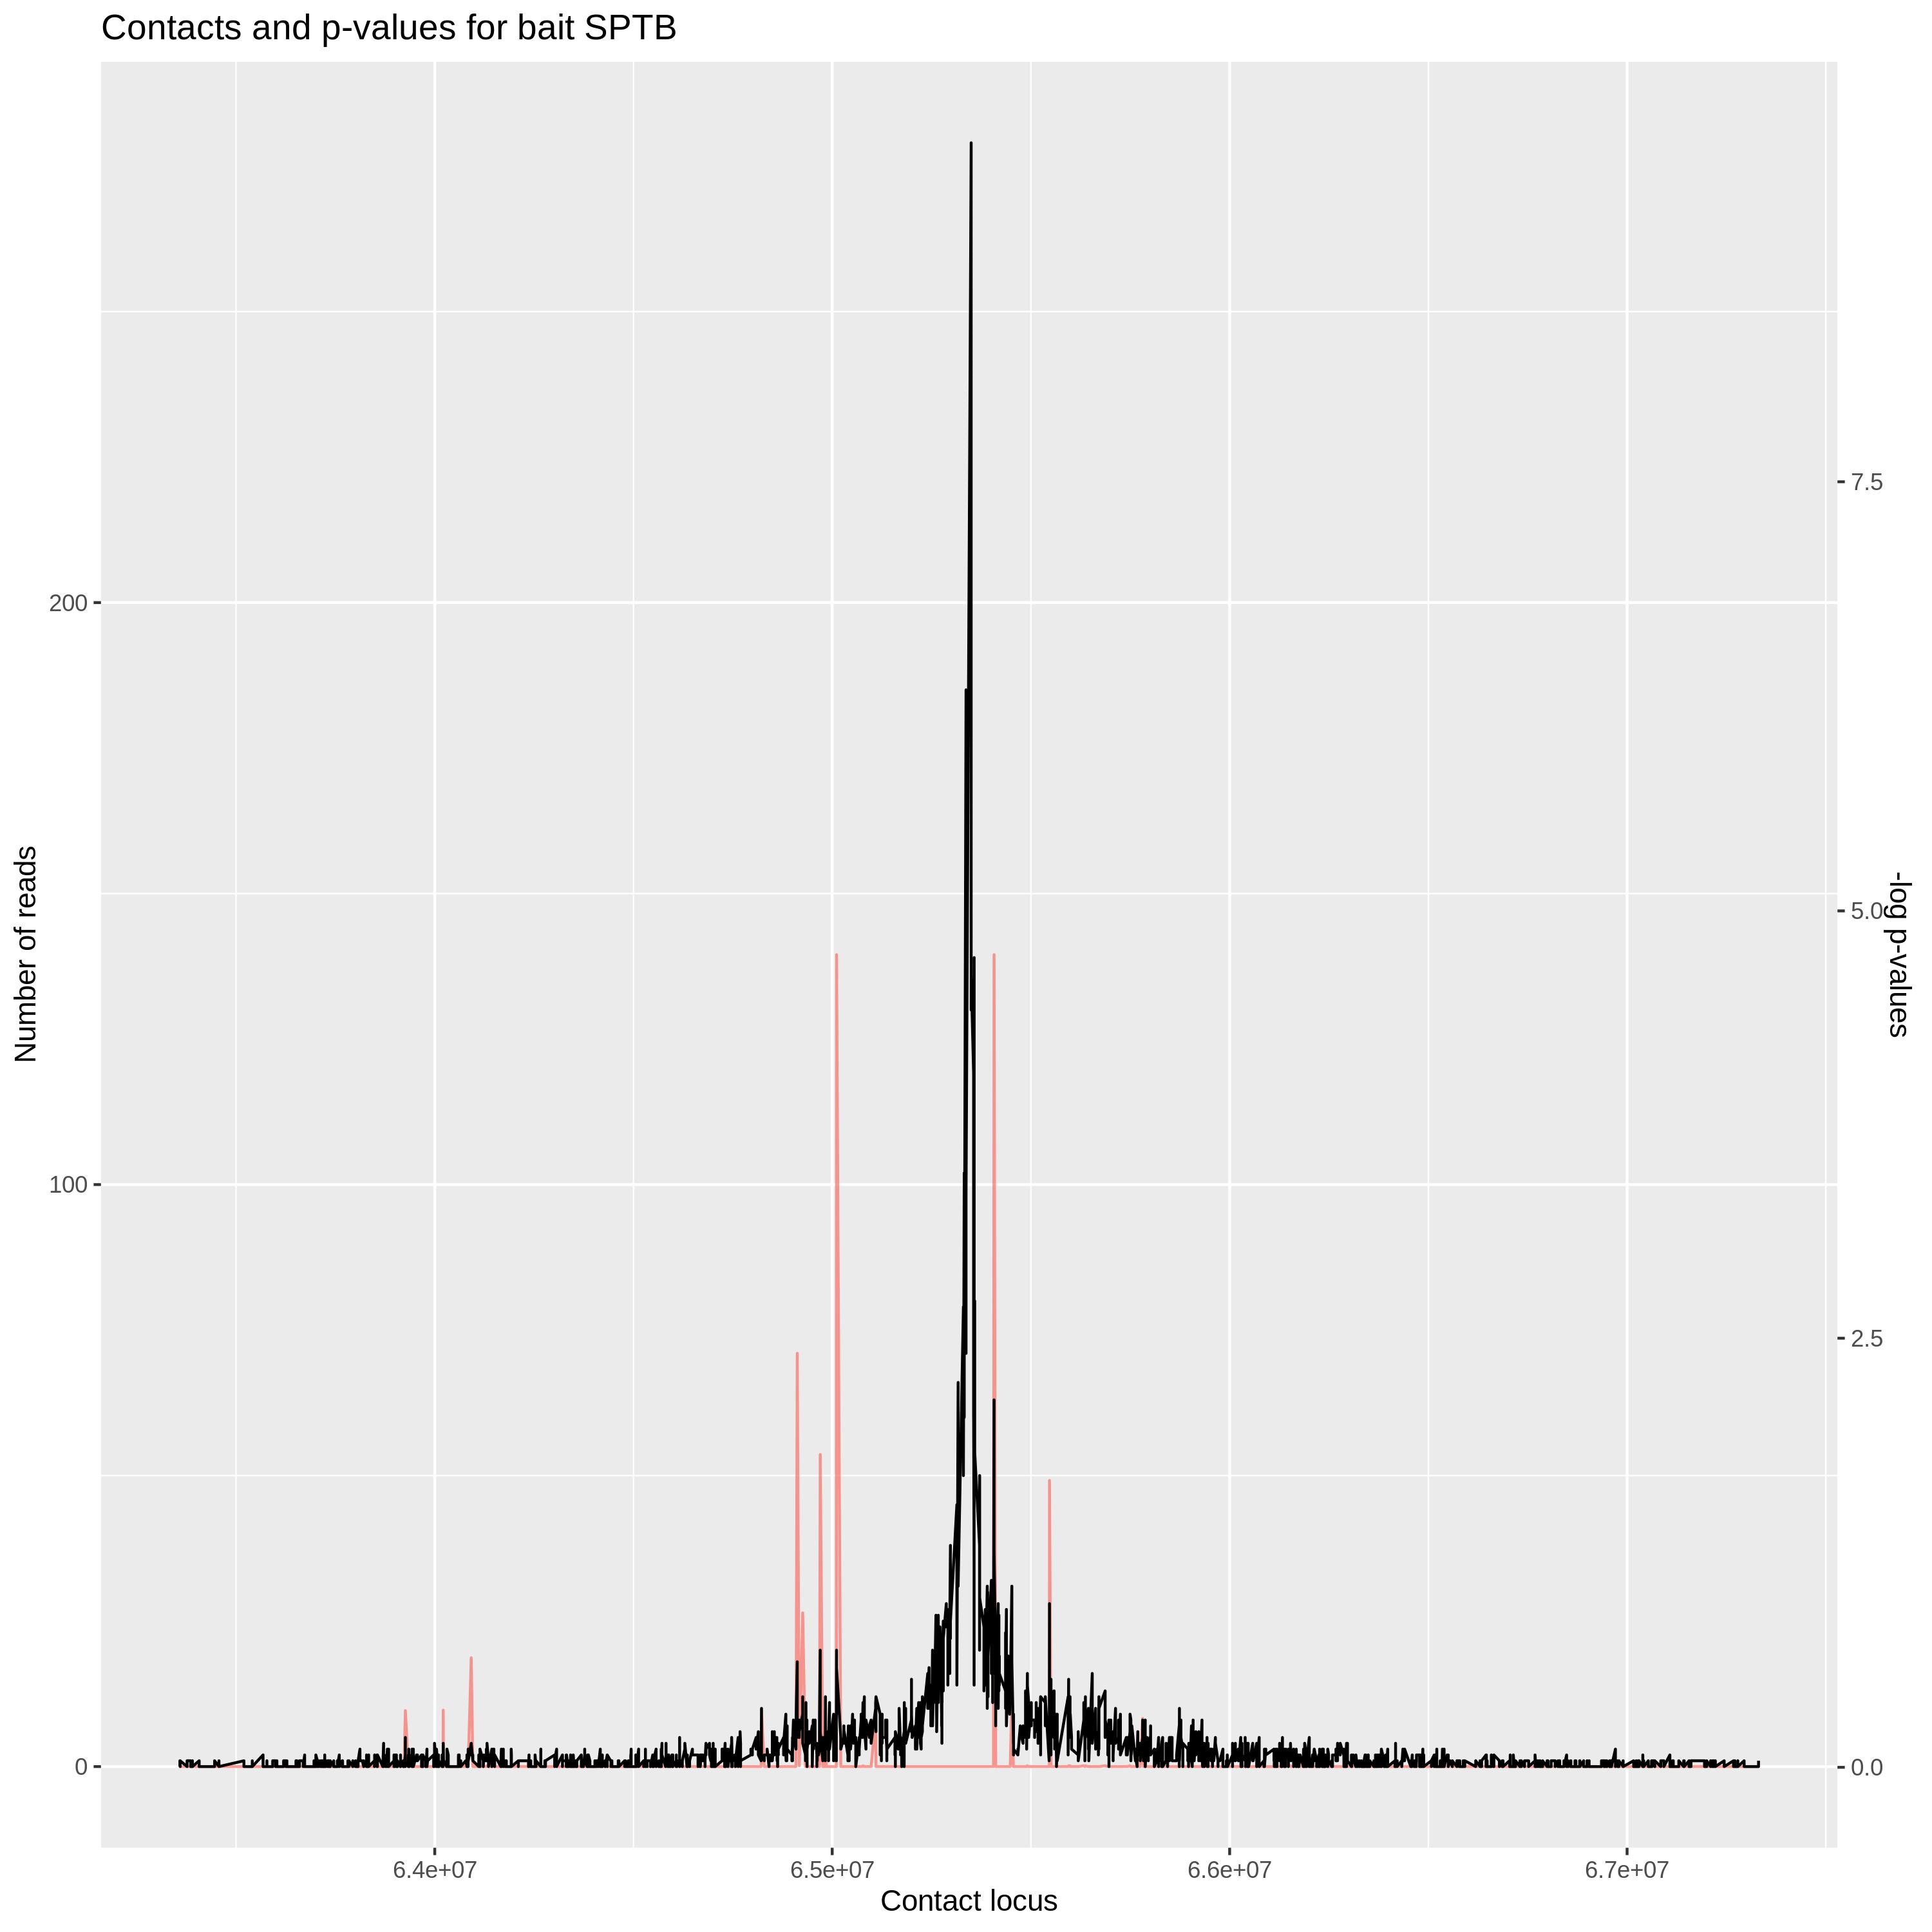 Contacts and p-values for bait SPTB
Number of reads
200
100
0
7.5
5.0
2.5
0.0
-log p-values
6.4e+07 6.5e+07 6.6e+07 6.7e+07
Contact locus